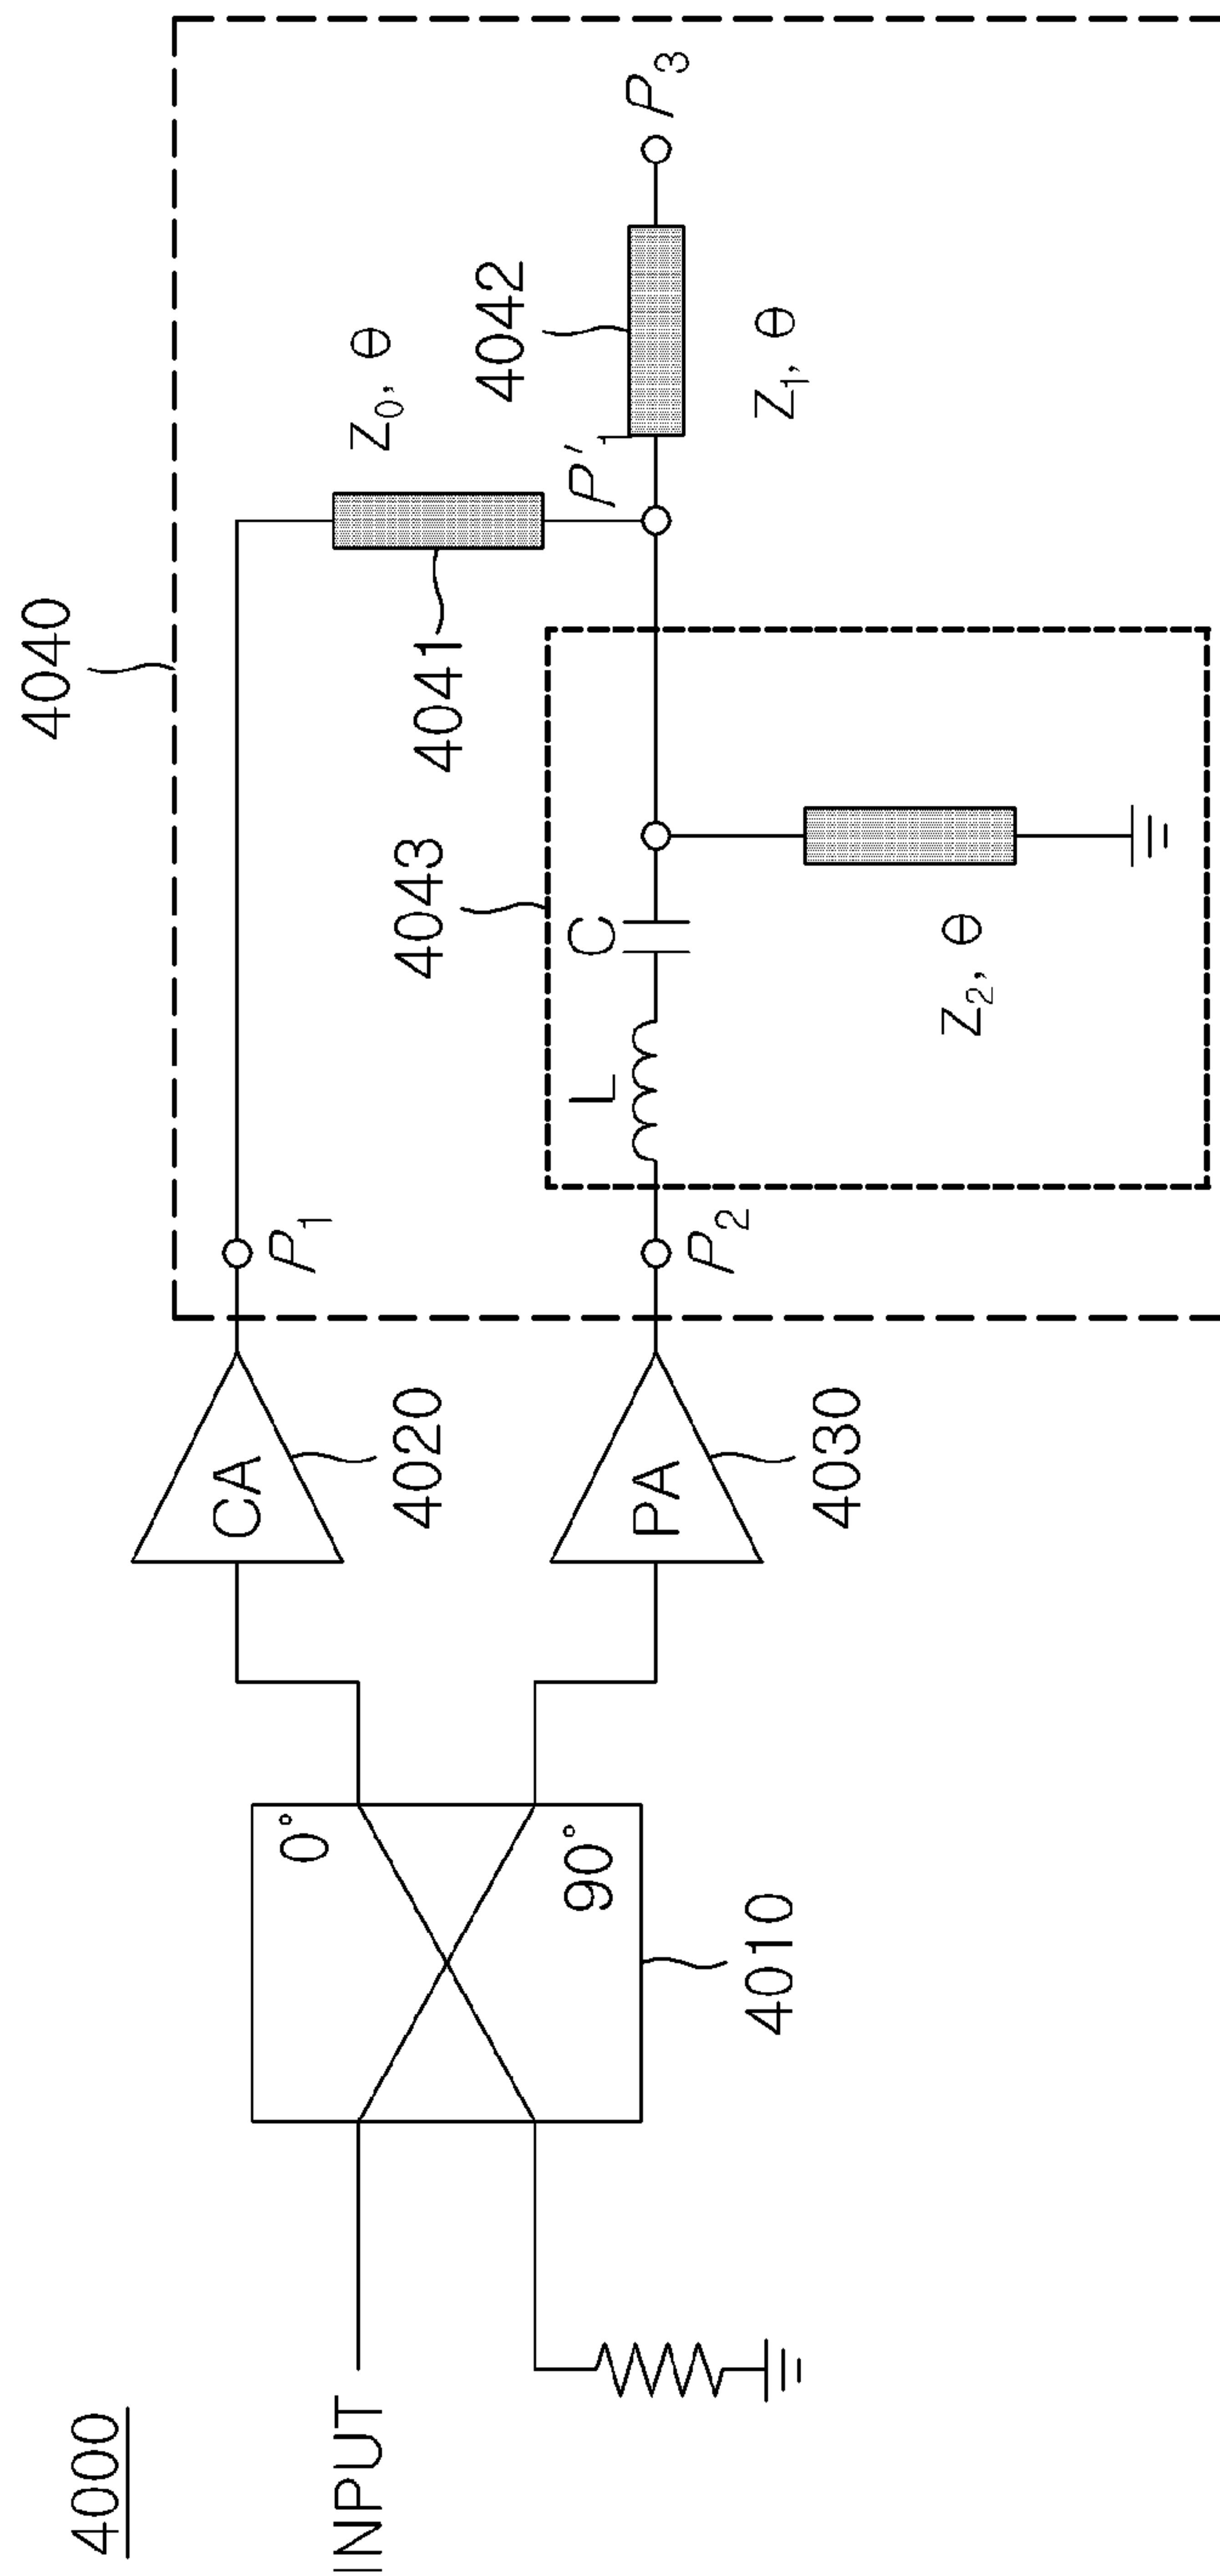 4000
4040
INPUT
0°
90°
4010
CA
4020
PA
4030
P1
P2
4043
L
C
Z2, θ
4041
Z0, θ
P'1
4042
Z1, θ
P3